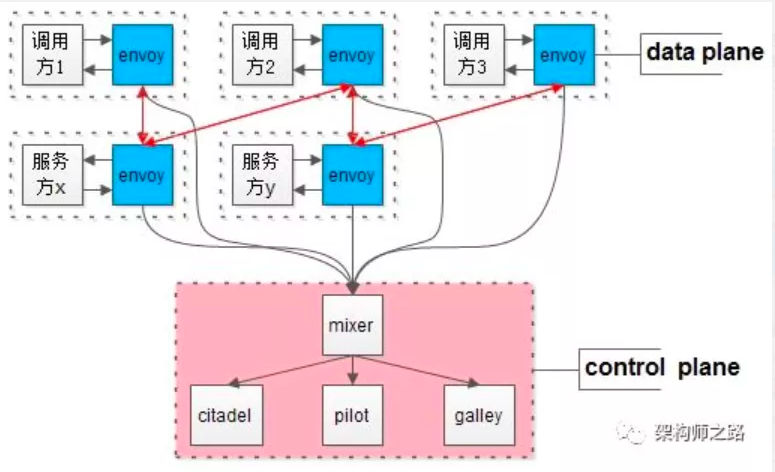 调用
方1
envoy
调用
方2
envoy
调用
方3
envoy
data plane
服务
方x
envoy
服务
方y
envoy
mixer
control plane
citadel
pilot
galley
架构师之路